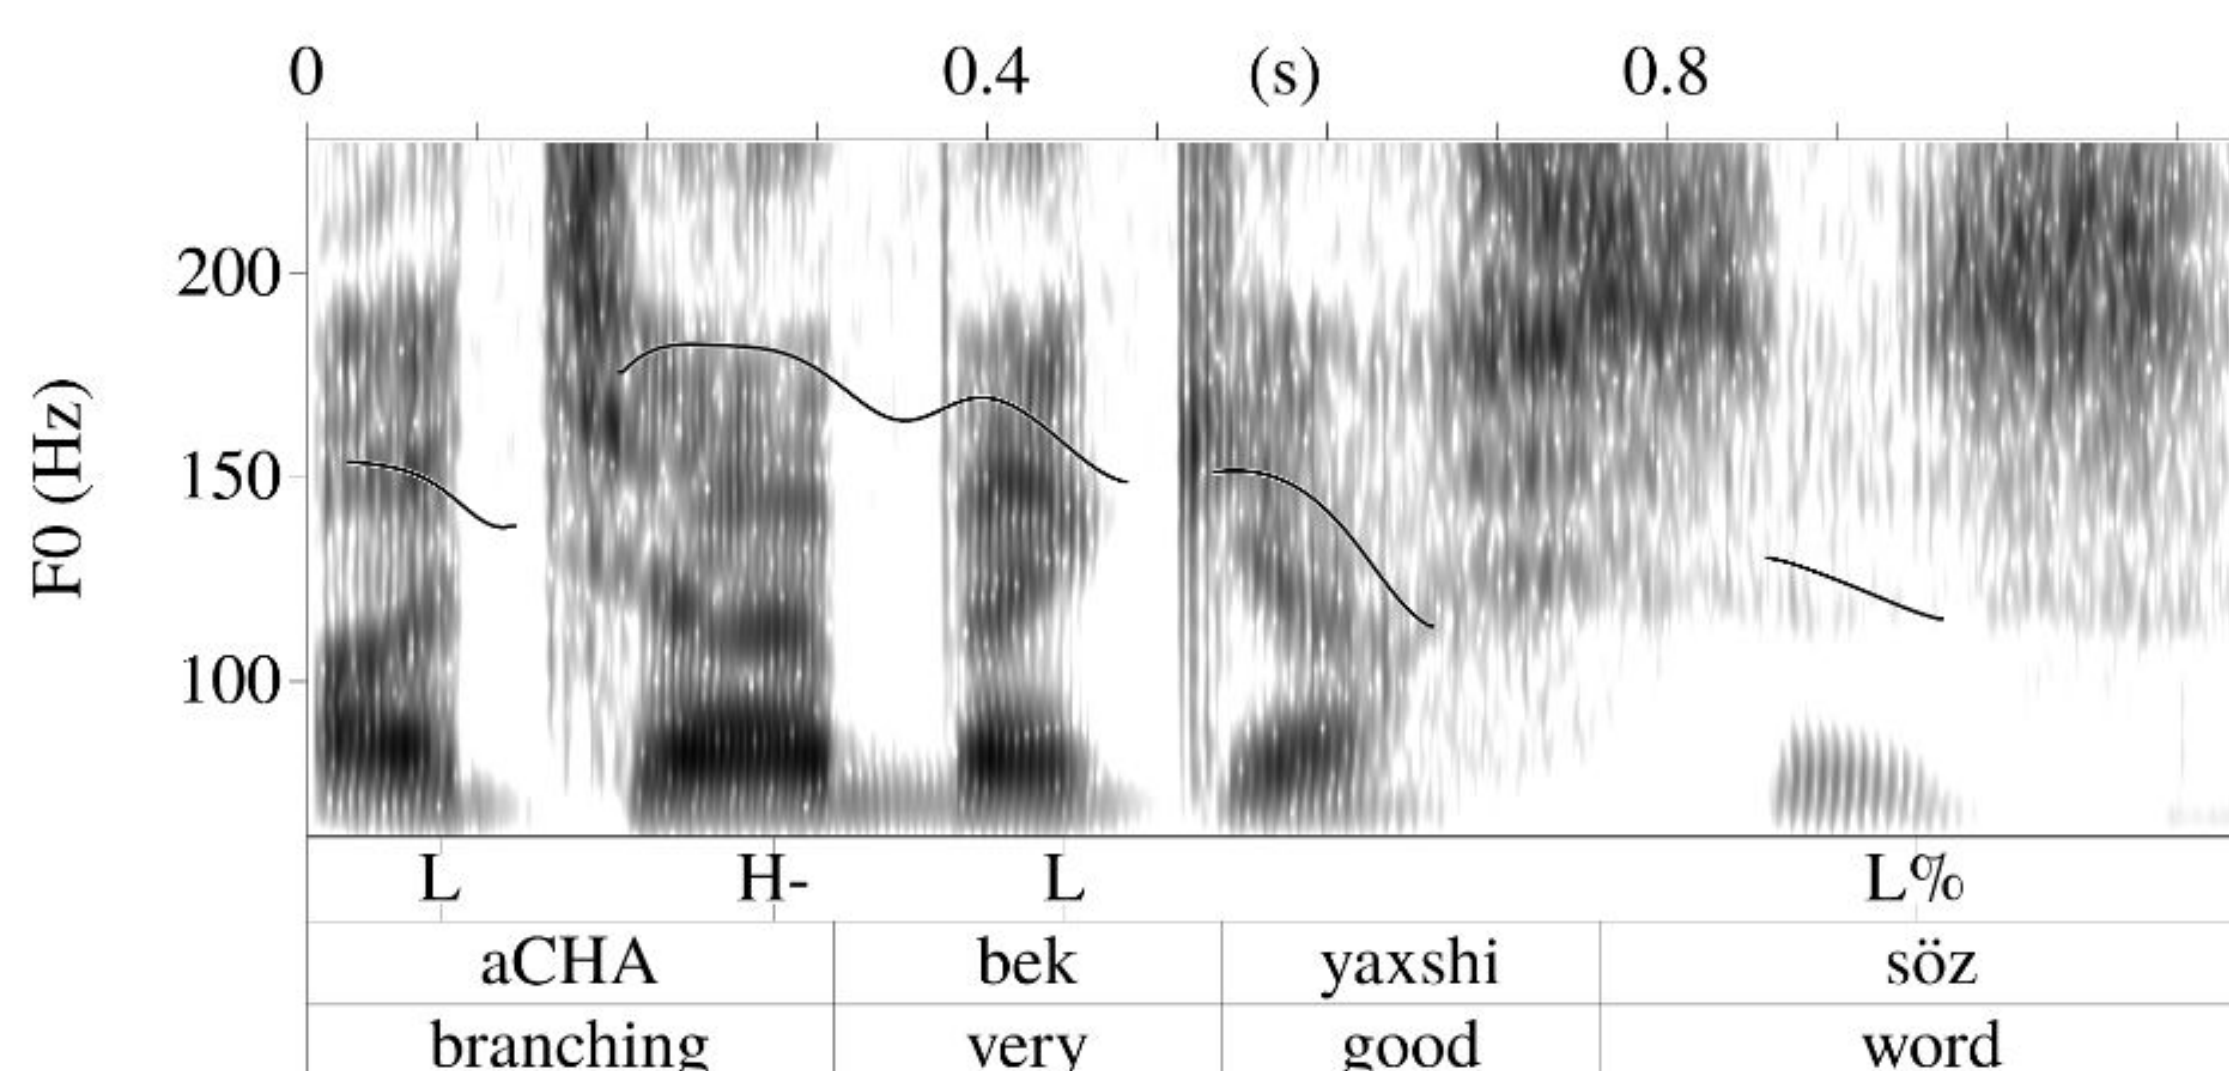 0 0.4 (s) 0.8
F0 (Hz)
200
150
100
L H- L L%
aCHA bek yaxshi söz
branching very good word